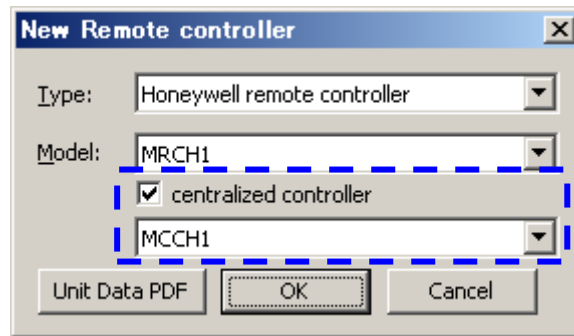 New Remote controller
Type: Honeywell remote controller
Model: MRCH1
centralized controller
MCCH1
Unit Data PDF OK Cancel